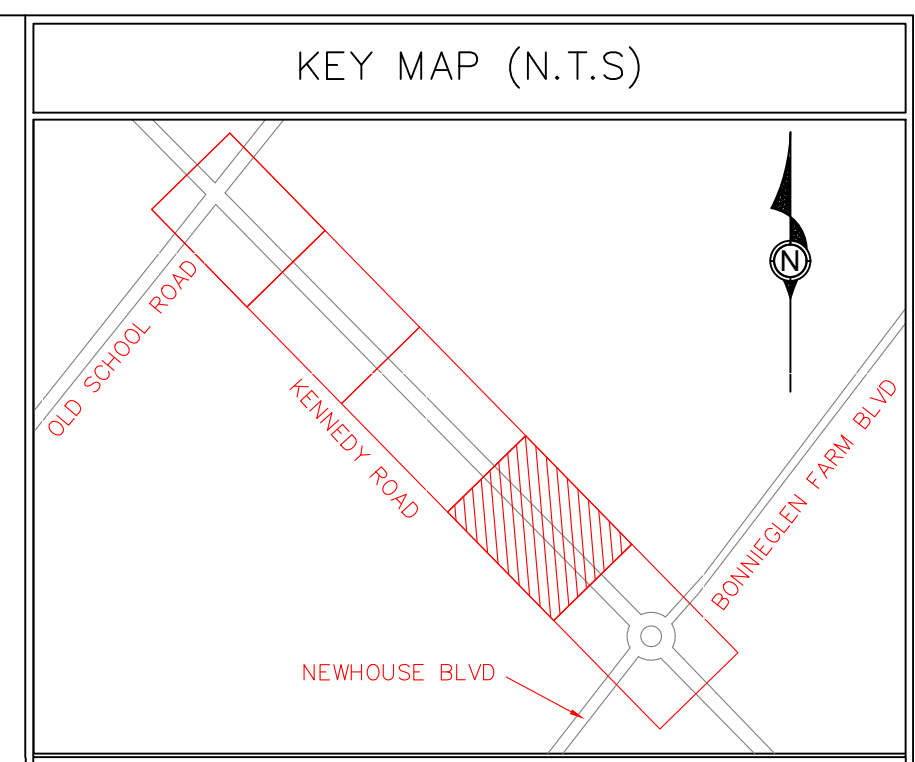 KEY MAP (N.T.S)
N
OLD SCHOOL ROAD
KENNEDY ROAD
BONNIEGLEN FARM BLVD
NEWHOUSE BLVD